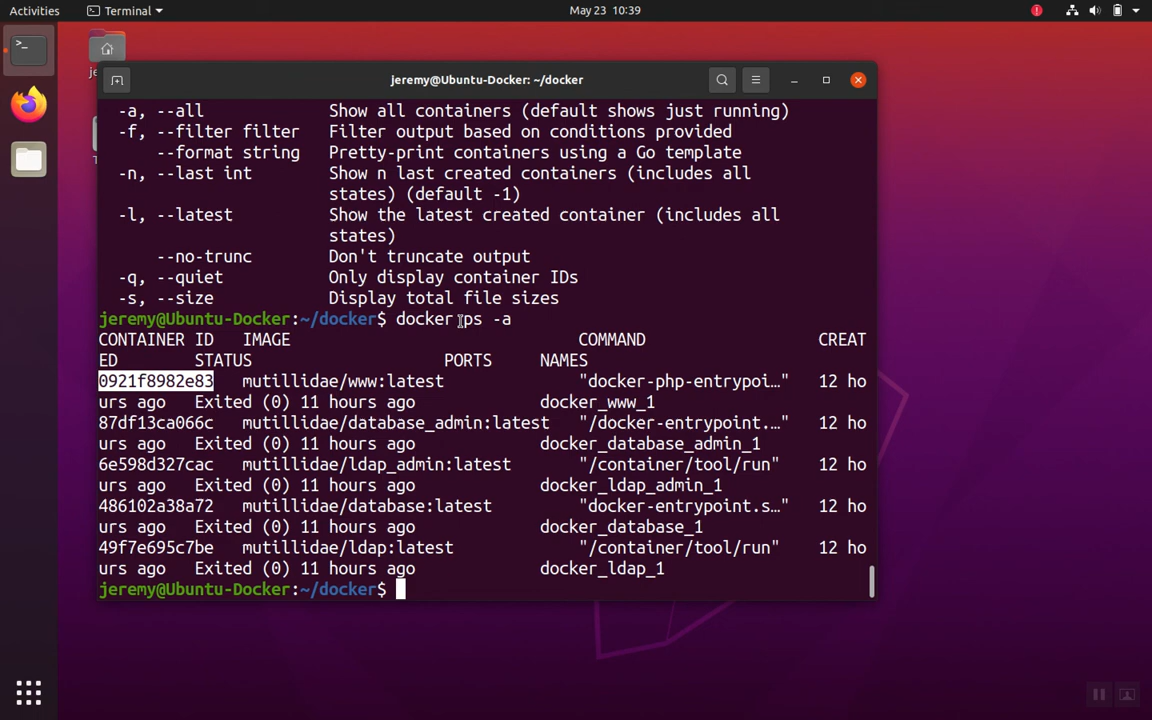 Activities Terminal May 23 10:39
jeremy@Ubuntu-Docker: ~/docker
-a, --all Show all containers (default shows just running)
-f, --filter filter Filter output based on conditions provided
--format string Pretty-print containers using a Go template
-n, --last int Show n last created containers (includes all
states) (default -1)
-l, --latest Show the latest created container (includes all
states)
--no-trunc Don't truncate output
-q, --quiet Only display container IDs
-s, --size Display total file sizes
jeremy@Ubuntu-Docker:~/docker$ docker ps -a
CONTAINER ID IMAGE COMMAND CREAT
ED STATUS PORTS NAMES
0921f8982e83 mutillidae/www:latest "docker-php-entrypoi…" 12 ho
urs ago Exited (0) 11 hours ago docker_www_1
87df13ca066c mutillidae/database_admin:latest "/docker-entrypoint.…" 12 ho
urs ago Exited (0) 11 hours ago docker_database_admin_1
6e598d327cac mutillidae/ldap_admin:latest "/container/tool/run" 12 ho
urs ago Exited (0) 11 hours ago docker_ldap_admin_1
486102a38a72 mutillidae/database:latest "docker-entrypoint.s…" 12 ho
urs ago Exited (0) 11 hours ago docker_database_1
49f7e695c7be mutillidae/ldap:latest "/container/tool/run" 12 ho
urs ago Exited (0) 11 hours ago docker_ldap_1
jeremy@Ubuntu-Docker:~/docker$